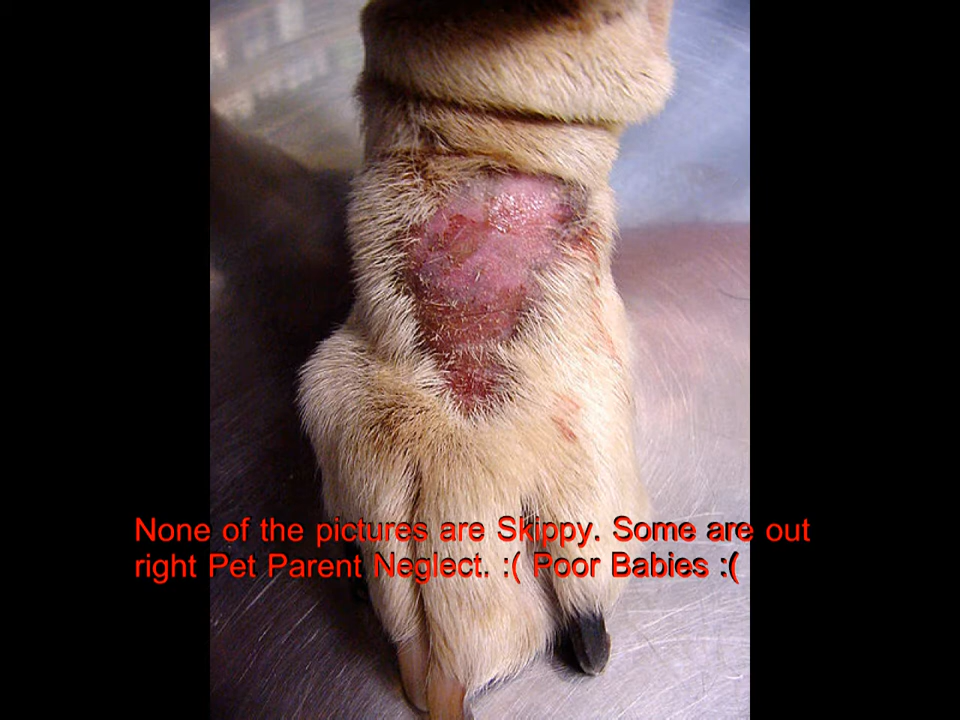 None of the pictures are Skippy. Some are out
right Pet Parent Neglect. :( Poor Babies :(